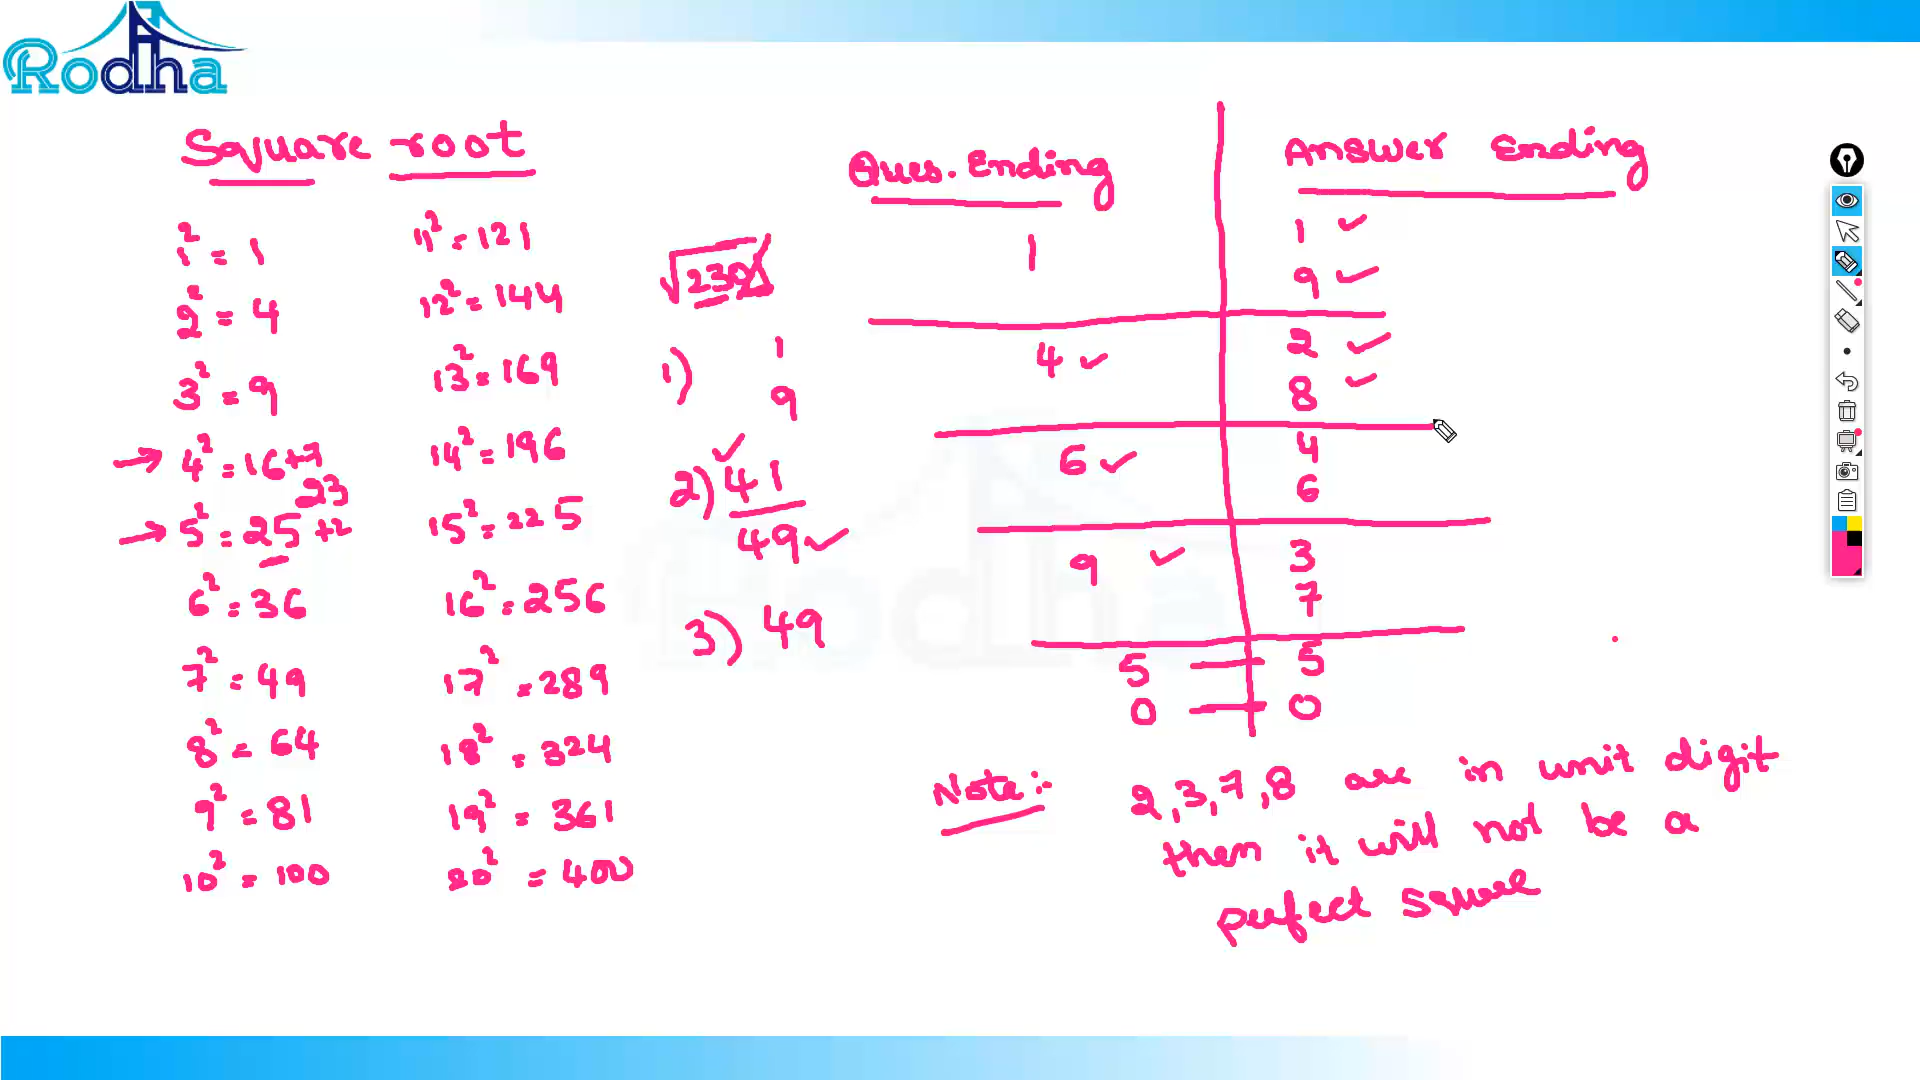 Rodha
Square root
1² = 1
2² = 4
3² = 9
4² = 16 +7
23
5² = 25 +2
6² = 36
7² = 49
8² = 64
9² = 81
10² = 100
11² = 121
12² = 144
13² = 169
14² = 196
15² = 225
16² = 256
17² = 289
18² = 324
19² = 361
20² = 400
1) 1
9
2) 41
49
3) 49
Ques. Ending
Answer Ending
1
1
9
4
2
8
6
4
6
9
3
7
5 5
0 0
Note:- 2,3,7,8 are in unit digit
then it will not be a
perfect square
Rodha